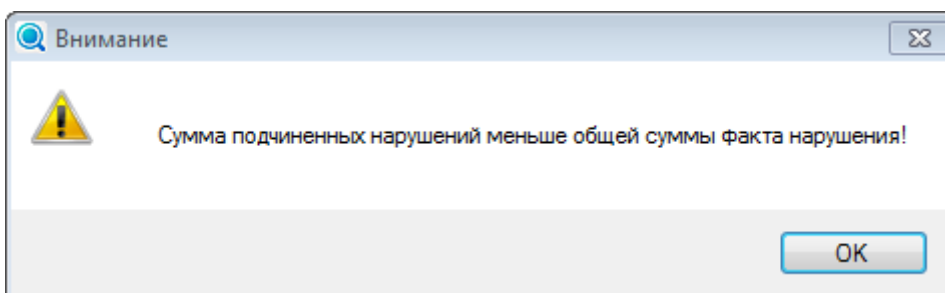 Внимание
Сумма подчиненных нарушений меньше общей суммы факта нарушения!
OK